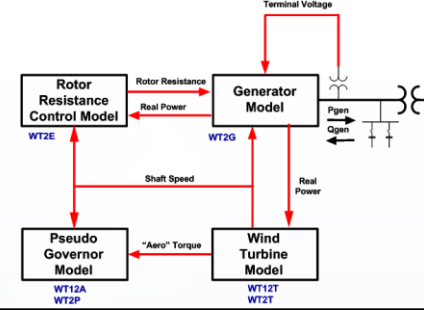 Terminal Voltage
Rotor
Resistance
Control Model
WT2E
Rotor Resistance
Real Power
Generator
Model
WT2G
Pgen
Qgen
Shaft Speed
Real
Power
Pseudo
Governor
Model
WT12A
WT2P
“Aero” Torque
Wind
Turbine
Model
WT12T
WT2T